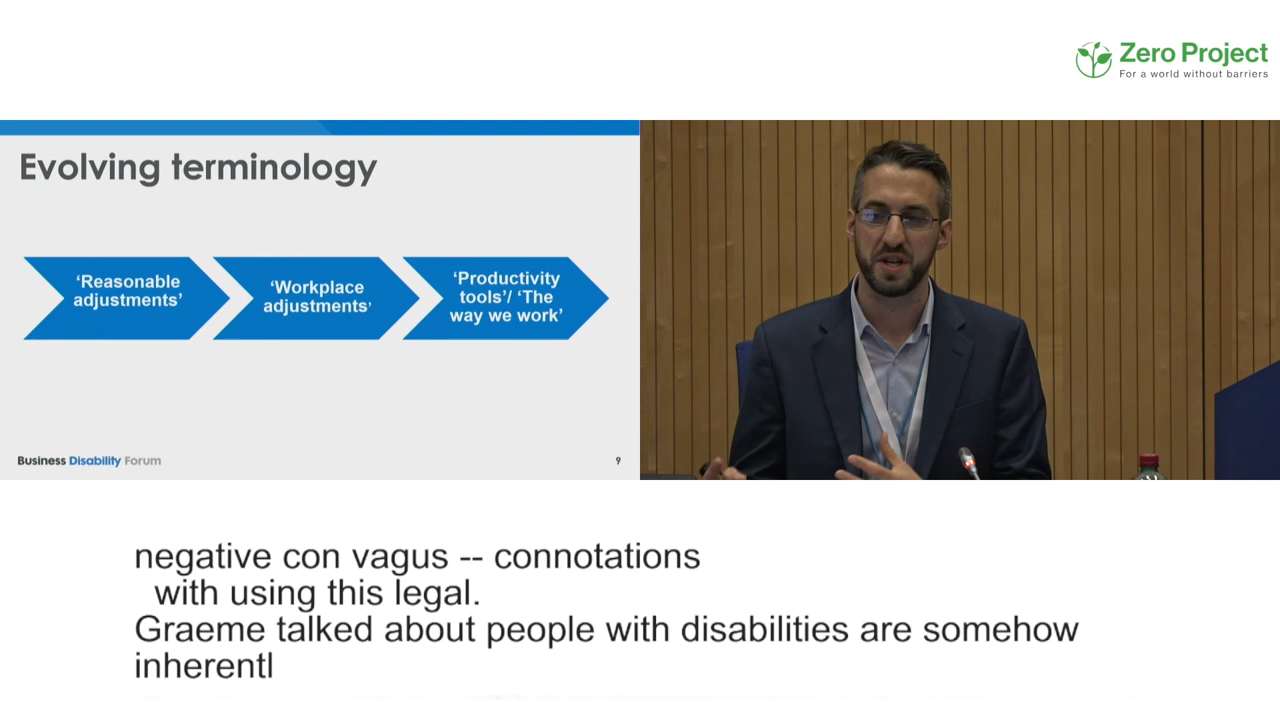 Zero Project
For a world without barriers
Evolving terminology
‘Reasonable
adjustments’
‘Workplace
adjustments’
‘Productivity
tools’/ ‘The
way we work’
Business Disability Forum
9
negative con vagus -- connotations
with using this legal.
Graeme talked about people with disabilities are somehow
inherentl